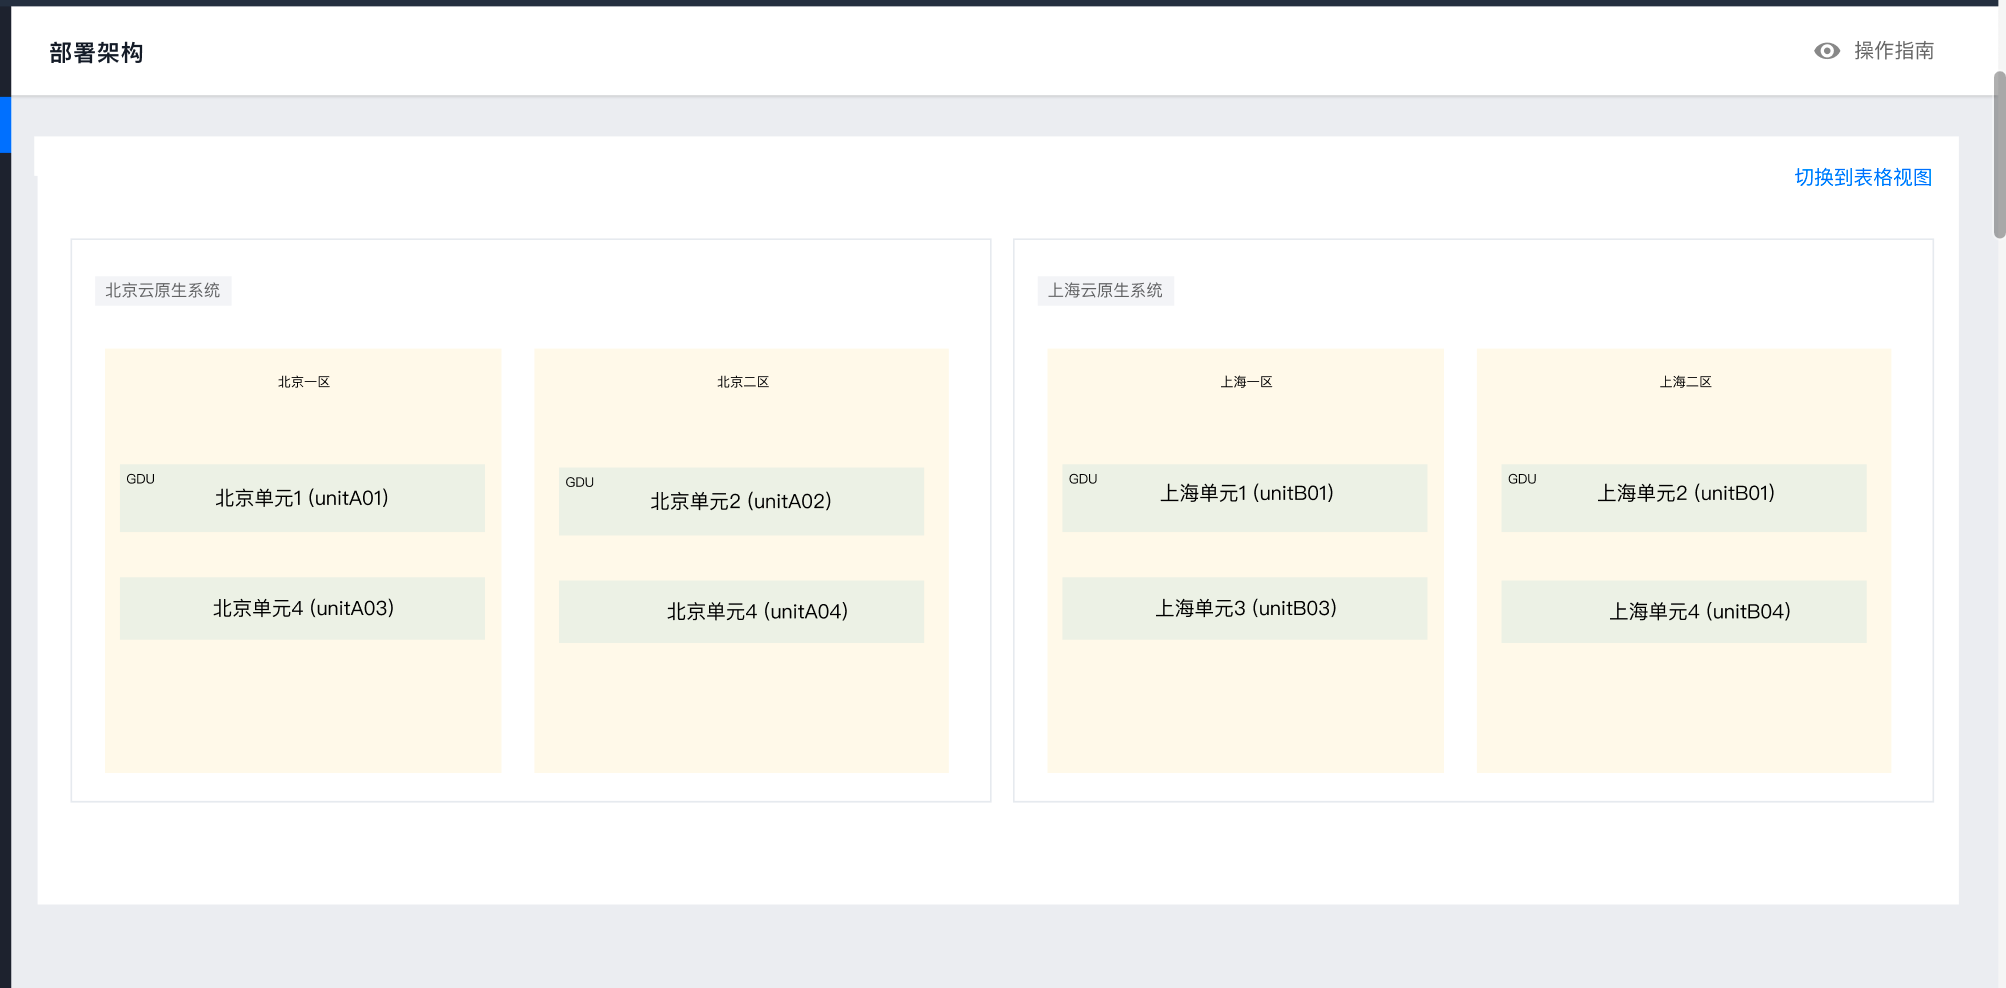 部署架构
操作指南
切换到表格视图
北京云原生系统
北京一区
GDU
北京单元1 (unitA01)
北京单元4 (unitA03)
北京二区
GDU
北京单元2 (unitA02)
北京单元4 (unitA04)
上海云原生系统
上海一区
GDU
上海单元1 (unitB01)
上海单元3 (unitB03)
上海二区
GDU
上海单元2 (unitB01)
上海单元4 (unitB04)